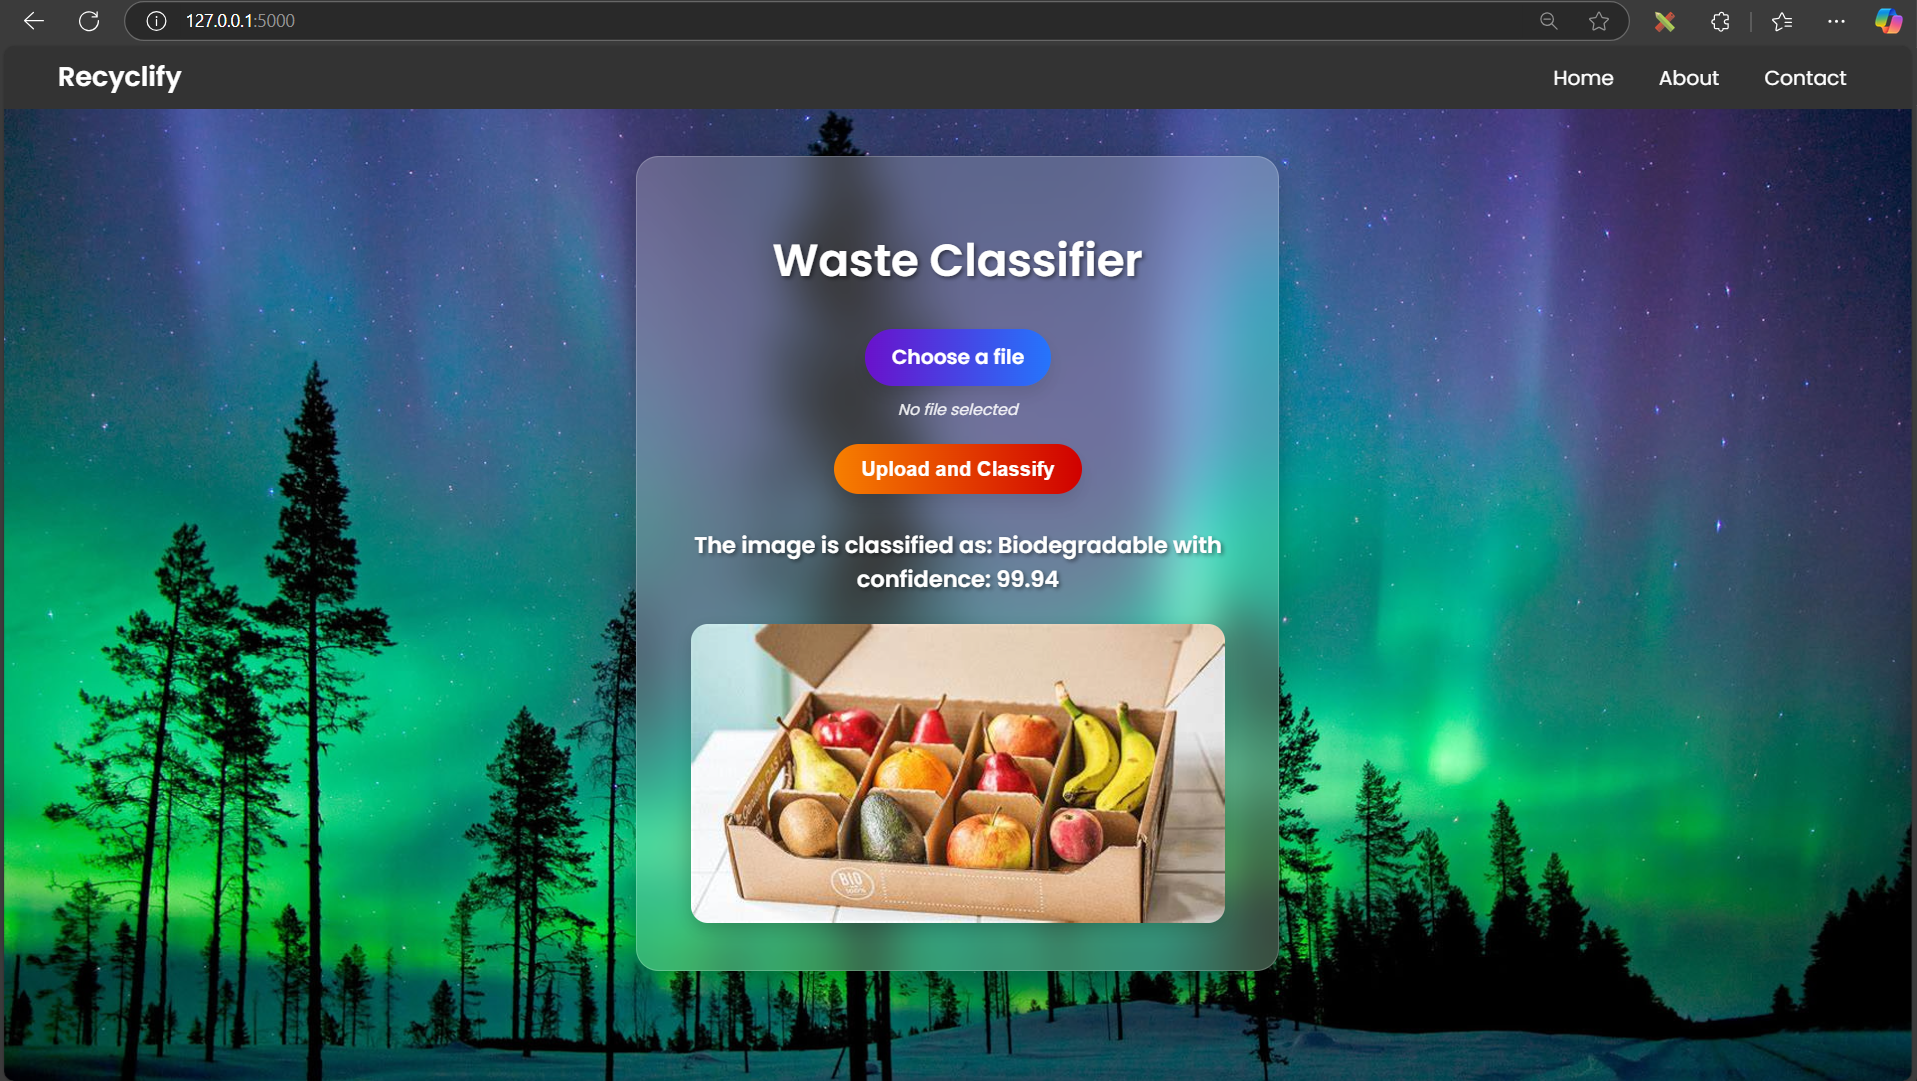 127.0.0.1:5000
Recyclify
Home About Contact
Waste Classifier
Choose a file
No file selected
Upload and Classify
The image is classified as: Biodegradable with
confidence: 99.94
BIO
100%